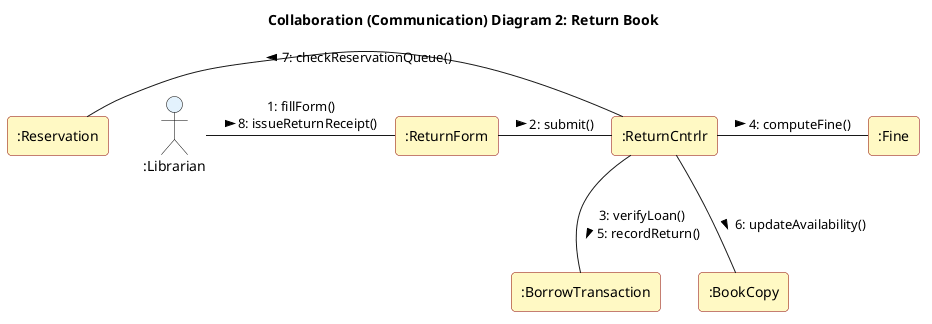 Collaboration (Communication) Diagram 2: Return Book
7: checkReservationQueue()
1: fillForm()
8: issueReturnReceipt()
:Reservation
:Librarian
:ReturnForm
2: submit()
:ReturnCntrlr
4: computeFine()
:Fine
3: verifyLoan()
5: recordReturn()
6: updateAvailability()
:BorrowTransaction
:BookCopy